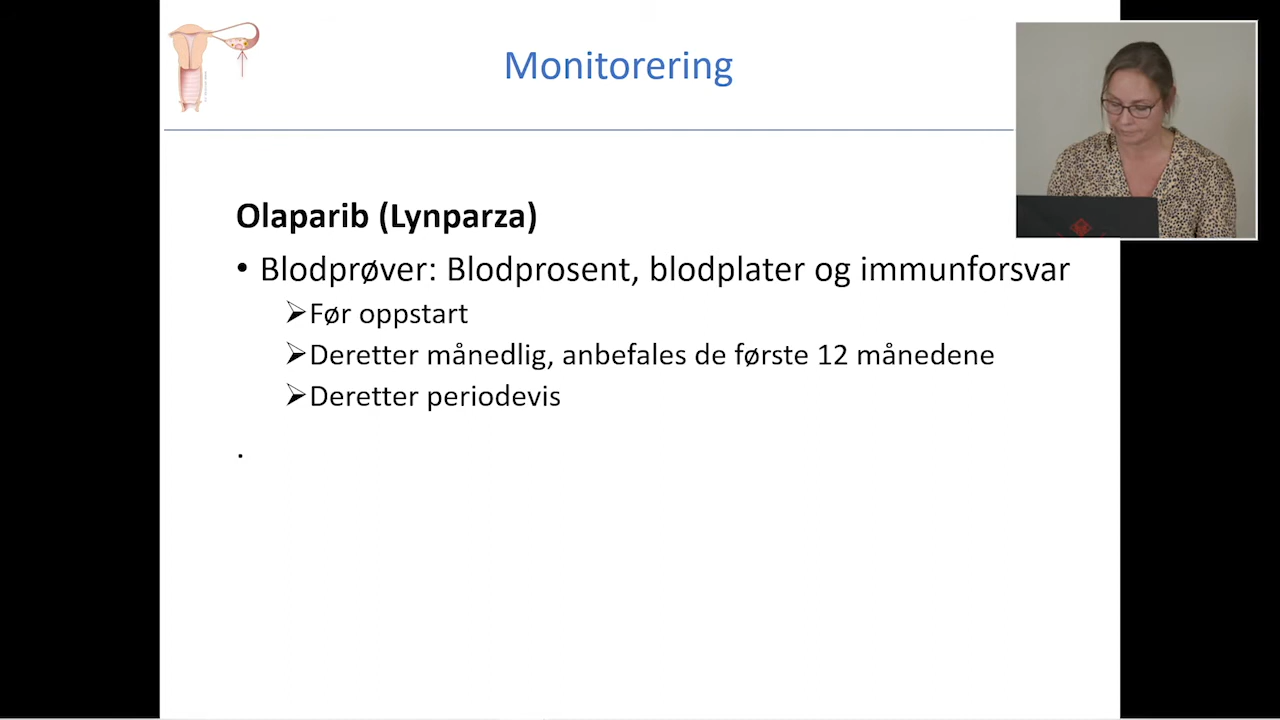 Monitorering
Olaparib (Lynparza)
• Blodprøver: Blodprosent, blodplater og immunforsvar
➢Før oppstart
➢Deretter månedlig, anbefales de første 12 månedene
➢Deretter periodevis
.